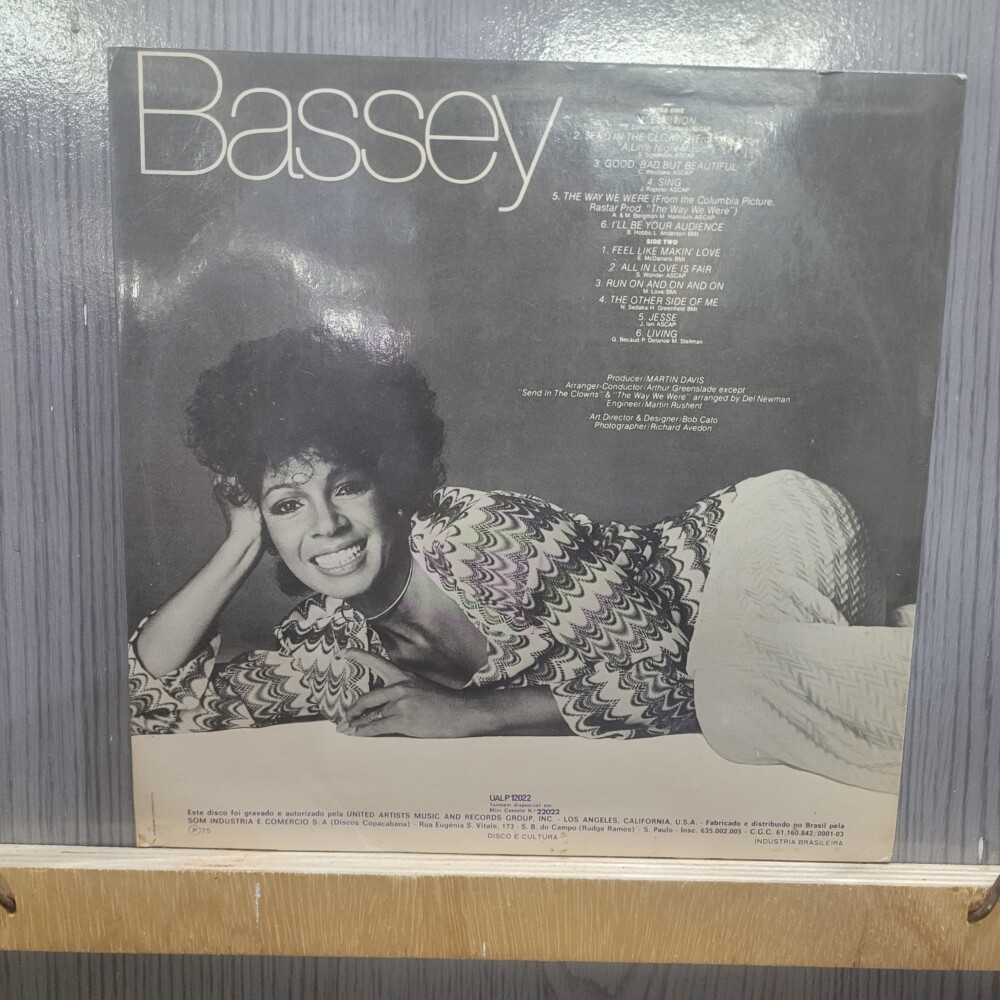 Bassey
SIDE ONE
1. EMOTION
2. SEND IN THE CLOWNS
A Little Night
ASCAP
3. GOOD, BAD BUT BEAUTIFUL
C. Westlake ASCAP
4. SING
J. Raposo ASCAP
5. THE WAY WE WERE (From the Columbia Picture,
Rastar Prod. "The Way We Were")
A. & M. Bergman M. Hamlisch ASCAP
6. I'LL BE YOUR AUDIENCE
B. Hobbs L. Anderson BMI
SIDE TWO
1. FEEL LIKE MAKIN' LOVE
E. McDaniels BMI
2. ALL IN LOVE IS FAIR
S. Wonder ASCAP
3. RUN ON AND ON AND ON
M. Love BMI
4. THE OTHER SIDE OF ME
N. Sedaka H. Greenfield BMI
5. JESSE
J. Ian ASCAP
6. LIVING
G. Becaud P. Delanoe M. Stellman
Producer/MARTIN DAVIS
Arranger-Conductor/Arthur Greenslade except
"Send In The Clowns" & "The Way We Were" arranged by Del Newman
Engineer/Martin Rushent
Art Director & Designer/Bob Cato
Photographer/Richard Avedon
UALP 12022
Também disponível em
Mini Cassete N.º 22022
Este disco foi gravado e autorizado pela UNITED ARTISTS MUSIC AND RECORDS GROUP, INC. - LOS ANGELES, CALIFORNIA, U.S.A. - Fabricado e distribuido no Brasil pela
SOM INDÚSTRIA E COMERCIO S/A (Discos Copacabana) - Rua Eugênia S. Vitale, 173 - S. B. do Campo (Rudge Ramos) - S. Paulo - Insc. 635.002.005 - C.G.C. 61.160.842/0001-03
Ⓟ 75
DISCO É CULTURA
INDÚSTRIA BRASILEIRA